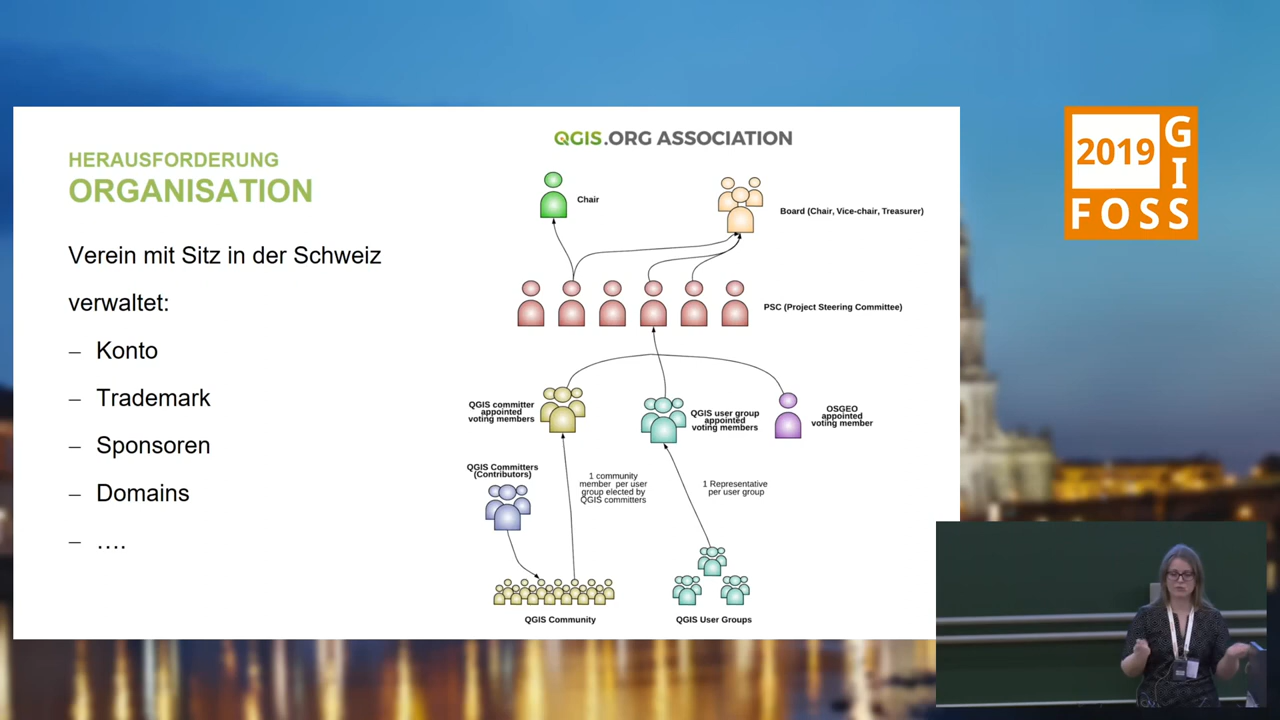 HERAUSFORDERUNG
ORGANISATION
Verein mit Sitz in der Schweiz
verwaltet:
– Konto
– Trademark
– Sponsoren
– Domains
– ….
QGIS.ORG ASSOCIATION
Chair
Board (Chair, Vice-chair, Treasurer)
PSC (Project Steering Committee)
QGIS committer
appointed
voting members
QGIS user group
appointed
voting members
OSGEO
appointed
voting member
QGIS Committers
(Contributors)
1 community
member per user
group elected by
QGIS committers
1 Representative
per user group
QGIS Community
QGIS User Groups
2019
GIS
FOSS